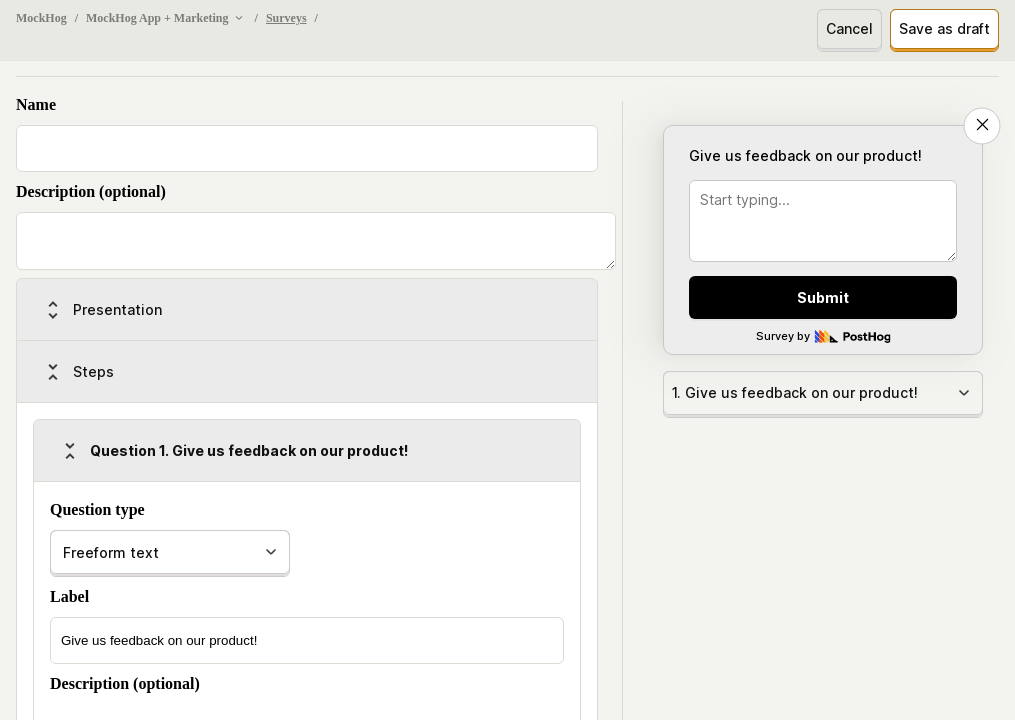 MockHog / MockHog App + Marketing / Surveys /
Cancel
Save as draft
Name
Description (optional)
Presentation
Steps
Question 1. Give us feedback on our product!
Question type
Freeform text
Label
Give us feedback on our product!
Description (optional)
Give us feedback on our product!
Start typing...
Submit
Survey by PostHog
1. Give us feedback on our product!